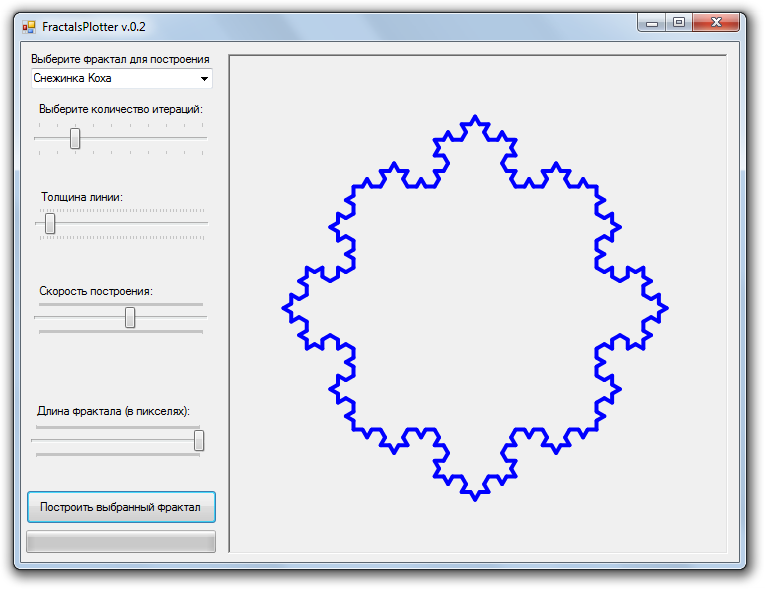 FractalsPlotter v.0.2
Выберите фрактал для построения
Снежинка Коха
Выберите количество итераций:
Толщина линии:
Скорость построения:
Длина фрактала (в пикселях):
Построить выбранный фрактал